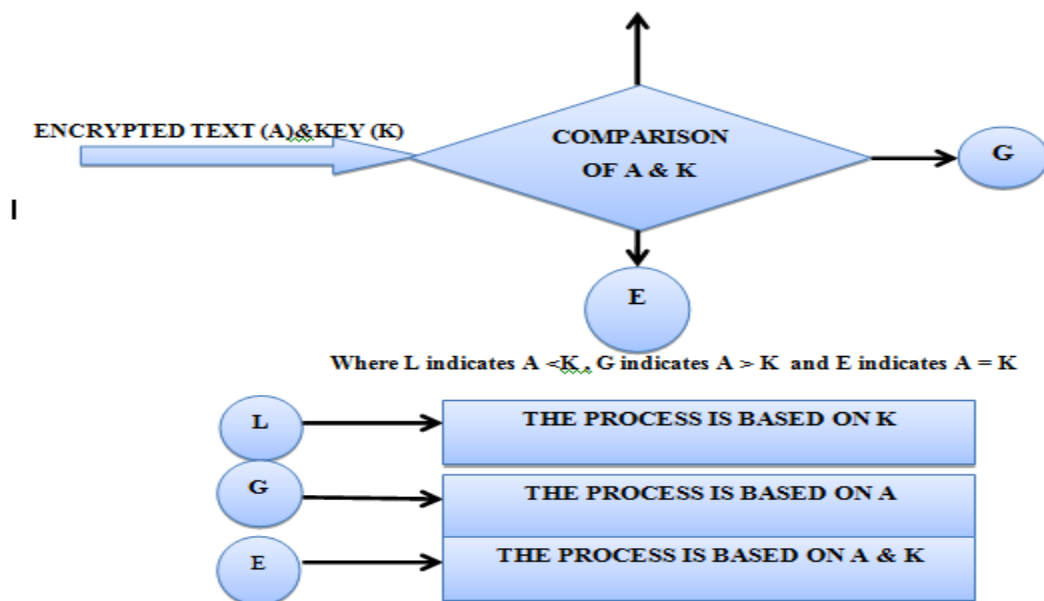 ENCRYPTED TEXT (A)&KEY (K)
COMPARISON
OF A & K
G
I
E
Where L indicates A <K , G indicates A > K and E indicates A = K
L
THE PROCESS IS BASED ON K
G
THE PROCESS IS BASED ON A
E
THE PROCESS IS BASED ON A & K